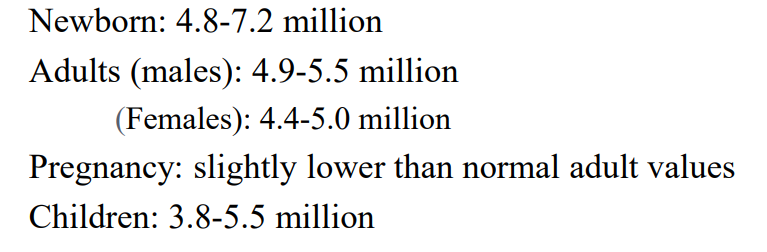 Newborn: 4.8-7.2 million
Adults (males): 4.9-5.5 million
(Females): 4.4-5.0 million
Pregnancy: slightly lower than normal adult values
Children: 3.8-5.5 million